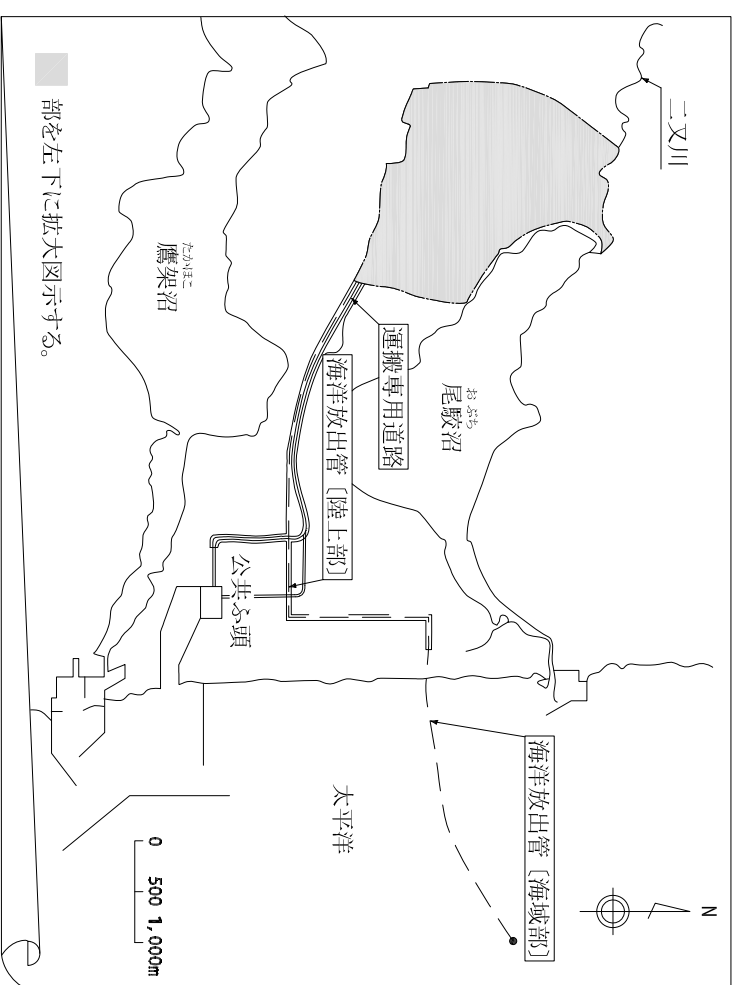 二又川
N
おぶち
尾駮沼
運搬専用道路
海洋放出管〔陸上部〕
海洋放出管〔海域部〕
たかほこ
鷹架沼
公共ふ頭
太平洋
部を左下に拡大図示する。
0 500 1,000m